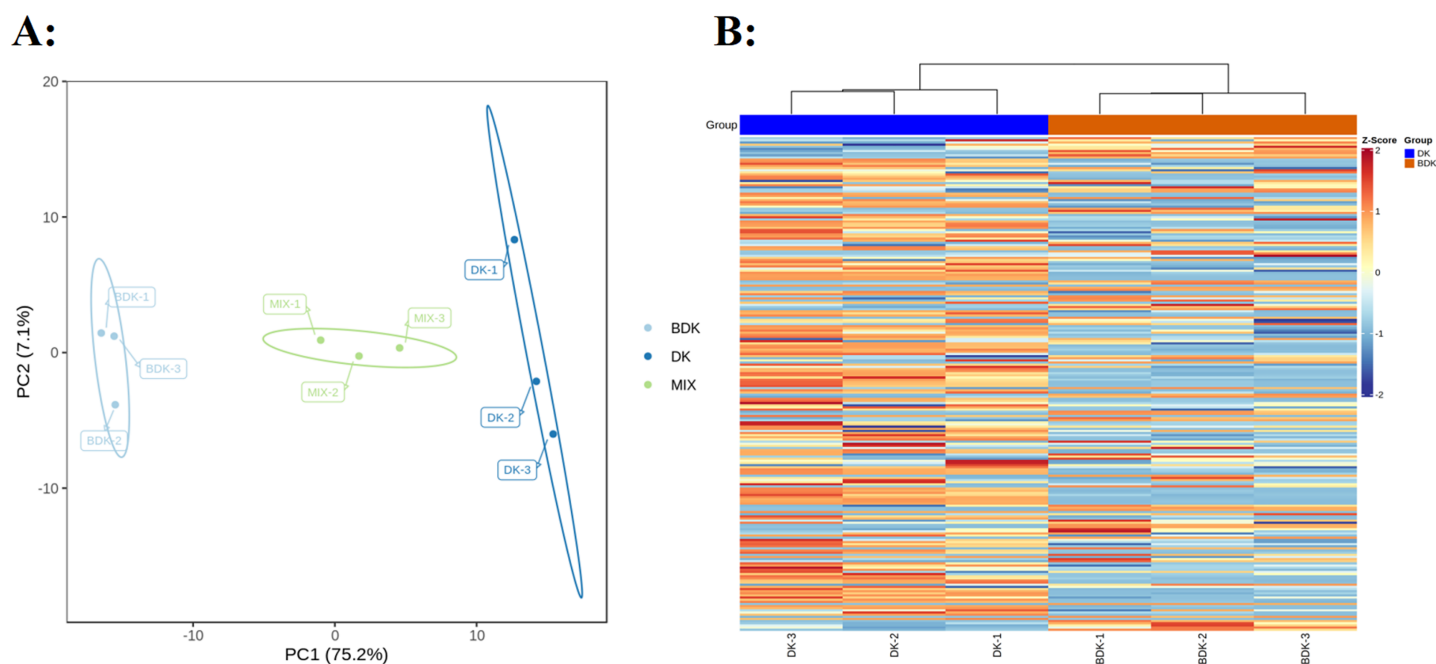 A:
B:
20
10
0
-10
PC2 (7.1%)
-10
0
10
PC1 (75.2%)
BDK-1
BDK-3
BDK-2
MIX-1
MIX-3
MIX-2
DK-1
DK-2
DK-3
BDK
DK
MIX
Group
DK-3
DK-2
DK-1
BDK-1
BDK-2
BDK-3
Z-Score
2
1
0
-1
-2
Group
DK
BDK